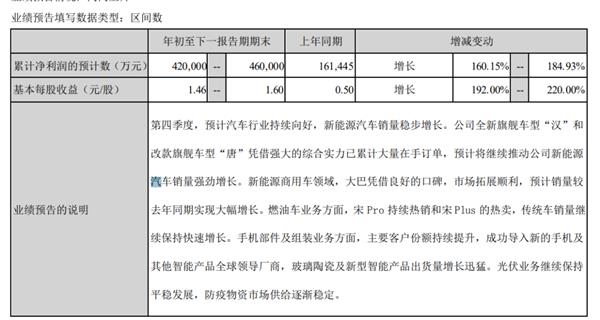 业绩预告填写数据类型：区间数
年初至下一报告期期末 上年同期 增减变动
累计净利润的预计数（万元） 420,000 -- 460,000 161,445 增长 160.15% -- 184.93%
基本每股收益（元/股） 1.46 -- 1.60 0.50 增长 192.00% -- 220.00%
业绩预告的说明
第四季度，预计汽车行业持续向好，新能源汽车销量稳步增长。公司全新旗舰车型“汉”和
改款旗舰车型“唐”凭借强大的综合实力已累计大量在手订单，预计将继续推动公司新能源
汽车销量强劲增长。新能源商用车领域，大巴凭借良好的口碑，市场拓展顺利，预计销量较
去年同期实现大幅增长。燃油车业务方面，宋 Pro 持续热销和宋 Plus 的热卖，传统车销量继
续保持快速增长。手机部件及组装业务方面，主要客户份额持续提升，成功导入新的手机及
其他智能产品全球领导厂商，玻璃陶瓷及新型智能产品出货量增长迅猛。光伏业务继续保持
平稳发展，防疫物资市场供给逐渐稳定。